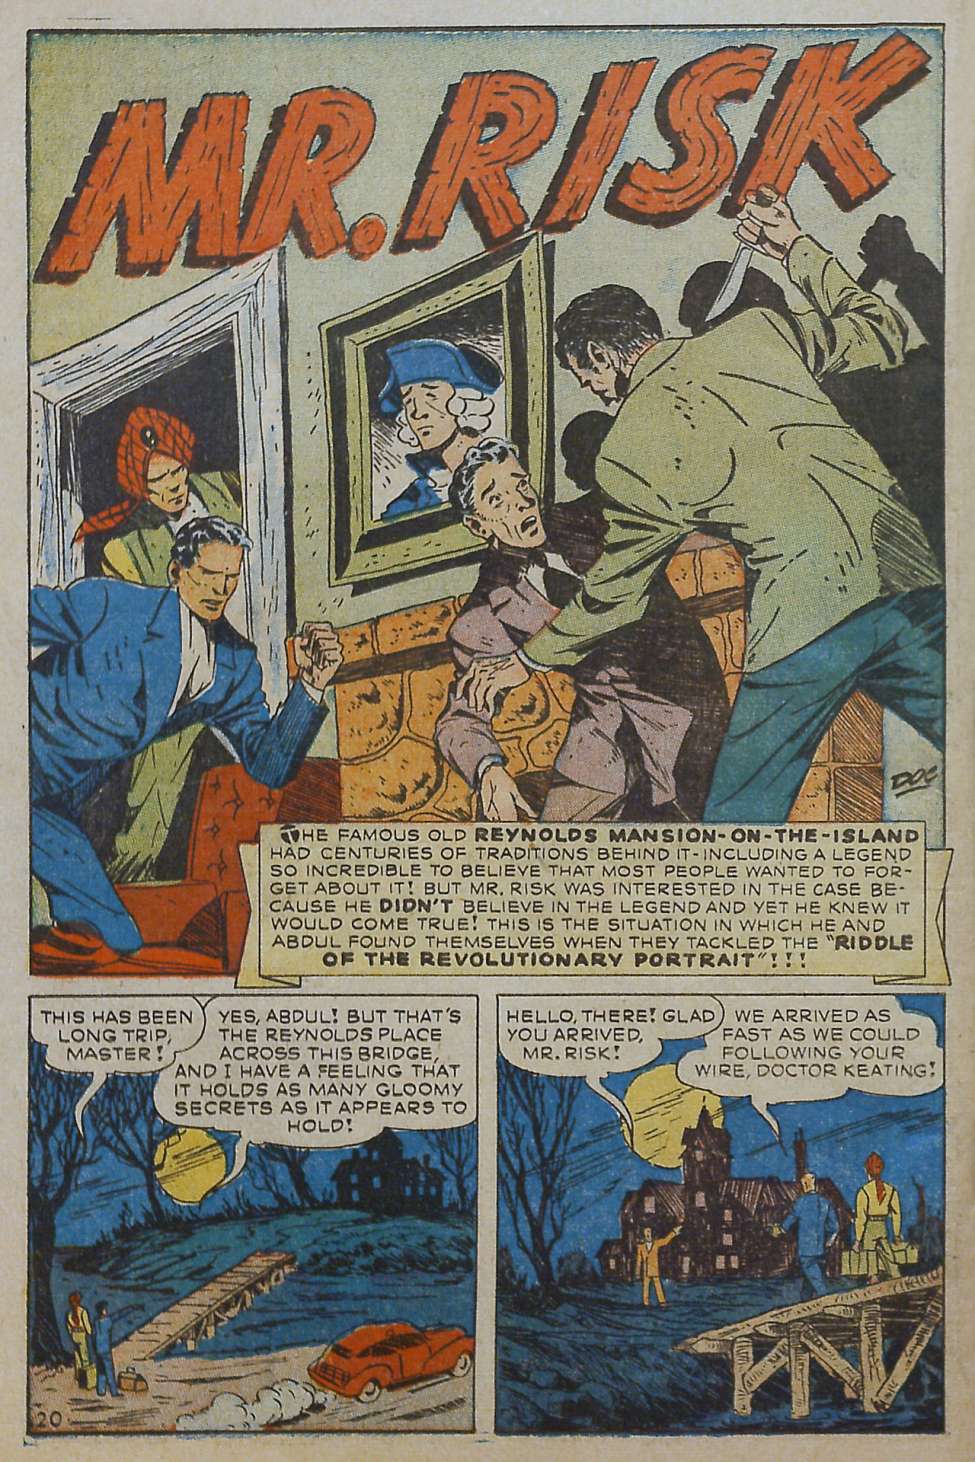 MR. RISK
DOC
THE FAMOUS OLD REYNOLDS MANSION-ON-THE-ISLAND
HAD CENTURIES OF TRADITIONS BEHIND IT-INCLUDING A LEGEND
SO INCREDIBLE TO BELIEVE THAT MOST PEOPLE WANTED TO FOR-
GET ABOUT IT! BUT MR. RISK WAS INTERESTED IN THE CASE BE-
CAUSE HE DIDN'T BELIEVE IN THE LEGEND AND YET HE KNEW IT
WOULD COME TRUE! THIS IS THE SITUATION IN WHICH HE AND
ABDUL FOUND THEMSELVES WHEN THEY TACKLED THE "RIDDLE
OF THE REVOLUTIONARY PORTRAIT"!!!
THIS HAS BEEN
LONG TRIP,
MASTER!
YES, ABDUL! BUT THAT'S
THE REYNOLDS PLACE
ACROSS THIS BRIDGE,
AND I HAVE A FEELING THAT
IT HOLDS AS MANY GLOOMY
SECRETS AS IT APPEARS TO
HOLD!
20
HELLO, THERE! GLAD
YOU ARRIVED,
MR. RISK!
WE ARRIVED AS
FAST AS WE COULD
FOLLOWING YOUR
WIRE, DOCTOR KEATING!